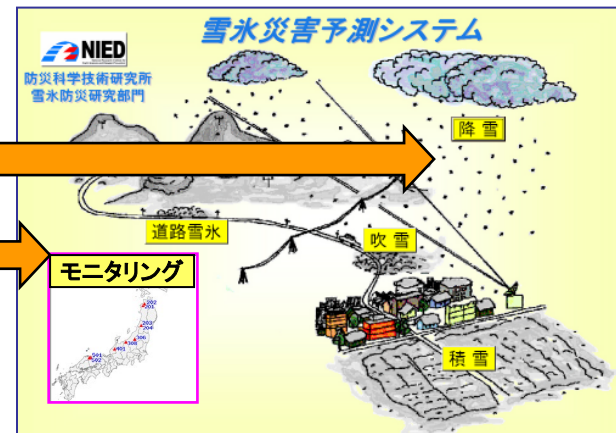 雪氷災害予測システム
NIED
防災科学技術研究所
雪氷防災研究部門
降雪
道路雪氷
吹雪
モニタリング
積雪